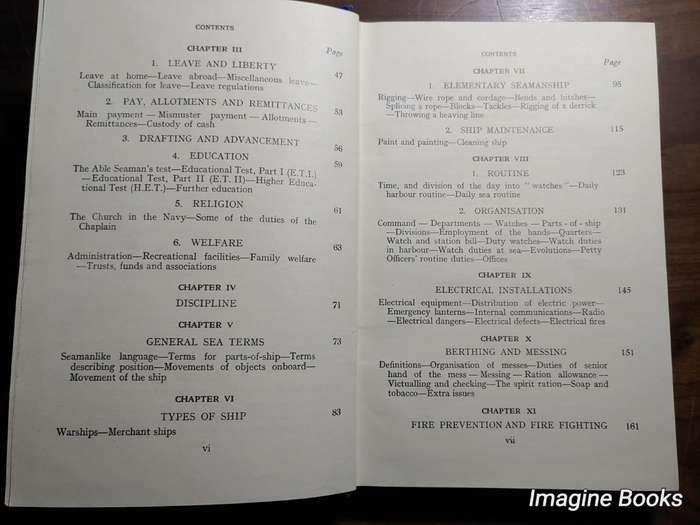 CONTENTS
CHAPTER III
Page
1. LEAVE AND LIBERTY
Leave at home—Leave abroad—Miscellaneous leave— 47
Classification for leave—Leave regulations
2. PAY, ALLOTMENTS AND REMITTANCES 53
Main payment — Mismuster payment — Allotments —
Remittances—Custody of cash
3. DRAFTING AND ADVANCEMENT 56
4. EDUCATION 59
The Able Seaman's test—Educational Test, Part I (E.T.I.)
—Educational Test, Part II (E.T. II)—Higher Educa-
tional Test (H.E.T.)—Further education
5. RELIGION 61
The Church in the Navy—Some of the duties of the
Chaplain
6. WELFARE 63
Administration—Recreational facilities—Family welfare
—Trusts, funds and associations
CHAPTER IV
DISCIPLINE 71
CHAPTER V
GENERAL SEA TERMS 73
Seamanlike language—Terms for parts-of-ship—Terms
describing position—Movements of objects onboard—
Movement of the ship
CHAPTER VI
TYPES OF SHIP 83
Warships—Merchant ships
vi
CONTENTS
Page
CHAPTER VII
1. ELEMENTARY SEAMANSHIP 95
Rigging—Wire rope and cordage—Bends and hitches—
Splicing a rope—Blocks—Tackles—Rigging of a derrick
—Throwing a heaving line
2. SHIP MAINTENANCE 115
Paint and painting—Cleaning ship
CHAPTER VIII
1. ROUTINE 123
Time, and division of the day into "watches"—Daily
harbour routine—Daily sea routine
2. ORGANISATION 131
Command — Departments — Watches — Parts-of-ship
—Divisions—Employment of the hands—Quarters—
Watch and station bill—Duty watches—Watch duties
in harbour—Watch duties at sea—Evolutions—Petty
Officers' routine duties—Offices
CHAPTER IX
ELECTRICAL INSTALLATIONS 145
Electrical equipment—Distribution of electric power—
Emergency lanterns—Internal communications—Radio
—Electrical dangers—Electrical defects—Electrical fires
CHAPTER X
BERTHING AND MESSING 151
Definitions—Organisation of messes—Duties of senior
hand of the mess — Messing — Ration allowance —
Victualling and checking—The spirit ration—Soap and
tobacco—Extra issues
CHAPTER XI
FIRE PREVENTION AND FIRE FIGHTING 161
vii
Imagine Books